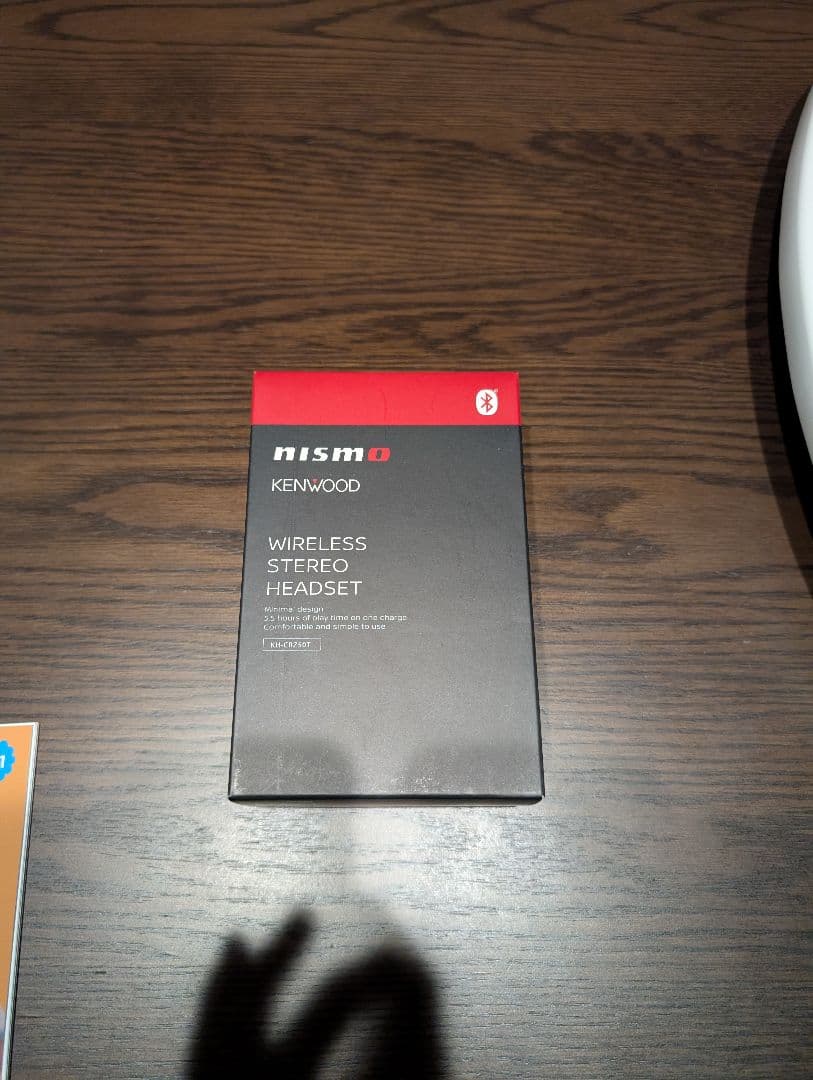 nismo
KENWOOD
WIRELESS
STEREO
HEADSET
Minimal design
5.5 hours of play time on one charge
Comfortable and simple to use
1